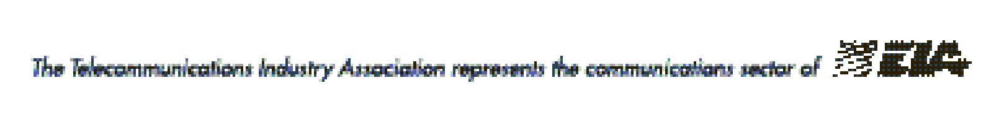 The Telecommunications Industry Association represents the communications sector of EIA